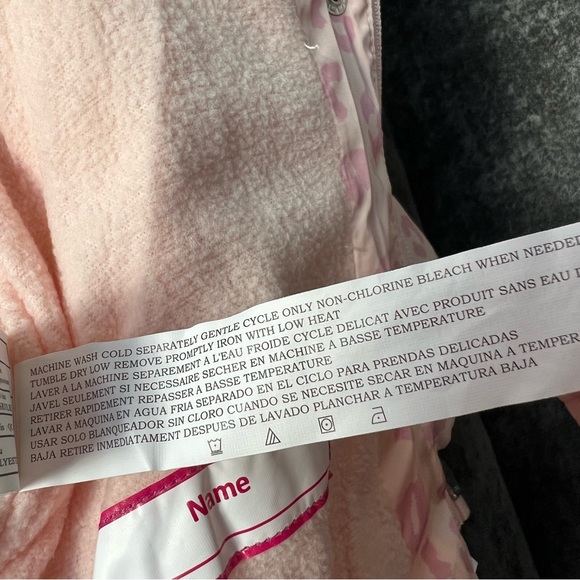 MACHINE WASH COLD SEPARATELY GENTLE CYCLE ONLY NON-CHLORINE BLEACH WHEN NEEDED
TUMBLE DRY LOW REMOVE PROMPTLY IRON WITH LOW HEAT
LAVER A LA MACHINE SEPAREMENT A L'EAU FROIDE CYCLE DELICAT AVEC PRODUIT SANS EAU
JAVEL SEULEMENT SI NECESSAIRE SECHER EN MACHINE A BASSE TEMPERATURE
RETIRER RAPIDEMENT REPASSER A BASSE TEMPERATURE
LAVAR A MAQUINA EN AGUA FRIA SEPARADO EN EL CICLO PARA PRENDAS DELICADAS
USAR SOLO BLANQUEADOR SIN CLORO CUANDO SE NECESITE SECAR EN MAQUINA A
BAJA RETIRE INMEDIATAMENT DESPUES DE LAVADO PLANCHAR A TEMPERATURA BAJA
Name